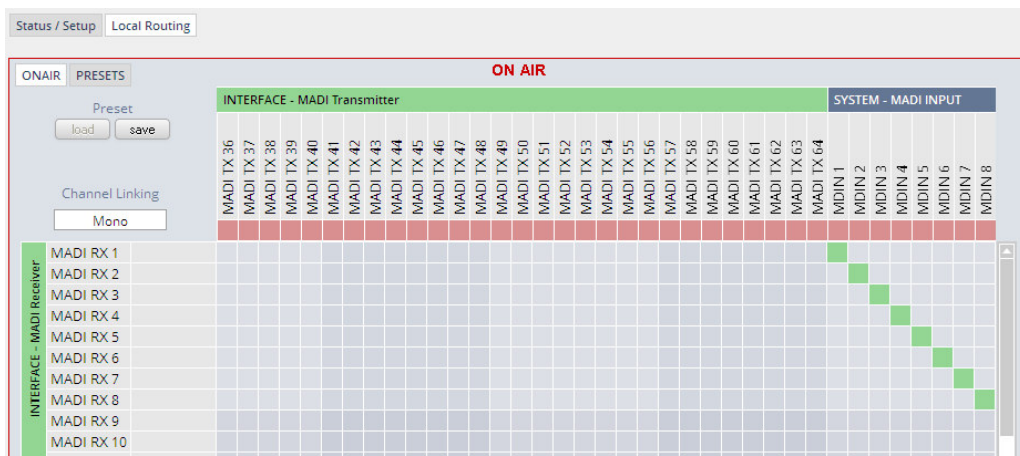 Status / Setup Local Routing
ON AIR
ONAIR PRESETS
Preset
load save
Channel Linking
Mono
INTERFACE - MADI Transmitter SYSTEM - MADI INPUT
MADI TX 36
MADI TX 37
MADI TX 38
MADI TX 39
MADI TX 40
MADI TX 41
MADI TX 42
MADI TX 43
MADI TX 44
MADI TX 45
MADI TX 46
MADI TX 47
MADI TX 48
MADI TX 49
MADI TX 50
MADI TX 51
MADI TX 52
MADI TX 53
MADI TX 54
MADI TX 55
MADI TX 56
MADI TX 57
MADI TX 58
MADI TX 59
MADI TX 60
MADI TX 61
MADI TX 62
MADI TX 63
MADI TX 64
MDIN 1
MDIN 2
MDIN 3
MDIN 4
MDIN 5
MDIN 6
MDIN 7
MDIN 8
INTERFACE - MADI Receiver
MADI RX 1
MADI RX 2
MADI RX 3
MADI RX 4
MADI RX 5
MADI RX 6
MADI RX 7
MADI RX 8
MADI RX 9
MADI RX 10